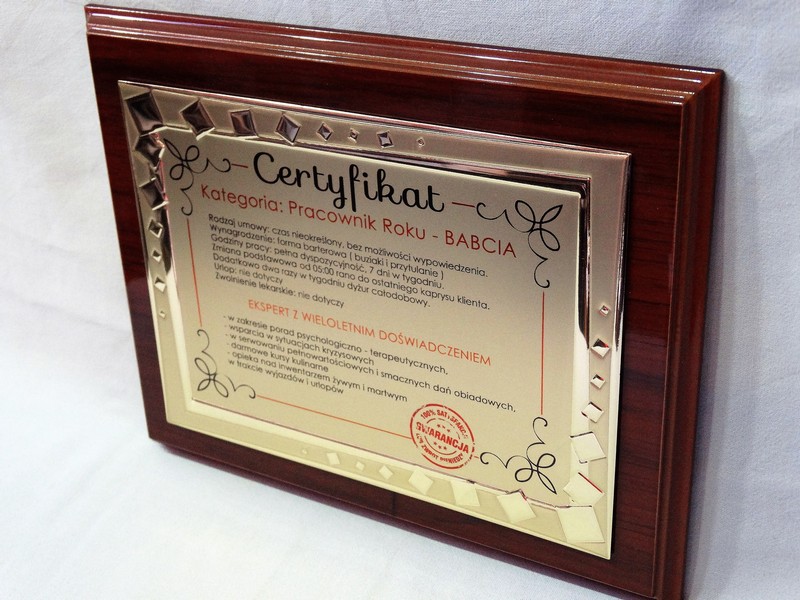 Certyfikat
Kategoria: Pracownik Roku - BABCIA
Rodzaj umowy: czas nieokreślony, bez możliwości wypowiedzenia.
Wynagrodzenie: forma barterowa ( buziaki i przytulanie )
Godziny pracy: pełna dyspozycyjność, 7 dni w tygodniu.
Zmiana podstawowa od 05:00 rano do ostatniego kaprysu klienta.
Dodatkowo dwa razy w tygodniu dyżur całodobowy.
Urlop: nie dotyczy
Zwolnienie lekarskie: nie dotyczy
EKSPERT Z WIELOLETNIM DOŚWIADCZENIEM
- w zakresie porad psychologiczno - terapeutycznych,
- wsparcia w sytuacjach kryzysowych
- w serwowaniu pełnowartościowych i smacznych dań obiadowych,
- darmowe kursy kulinarne
- opieka nad inwentarzem żywym i martwym
w trakcie wyjazdów i urlopów
100% SATYSFAKCJI
GWARANCJA